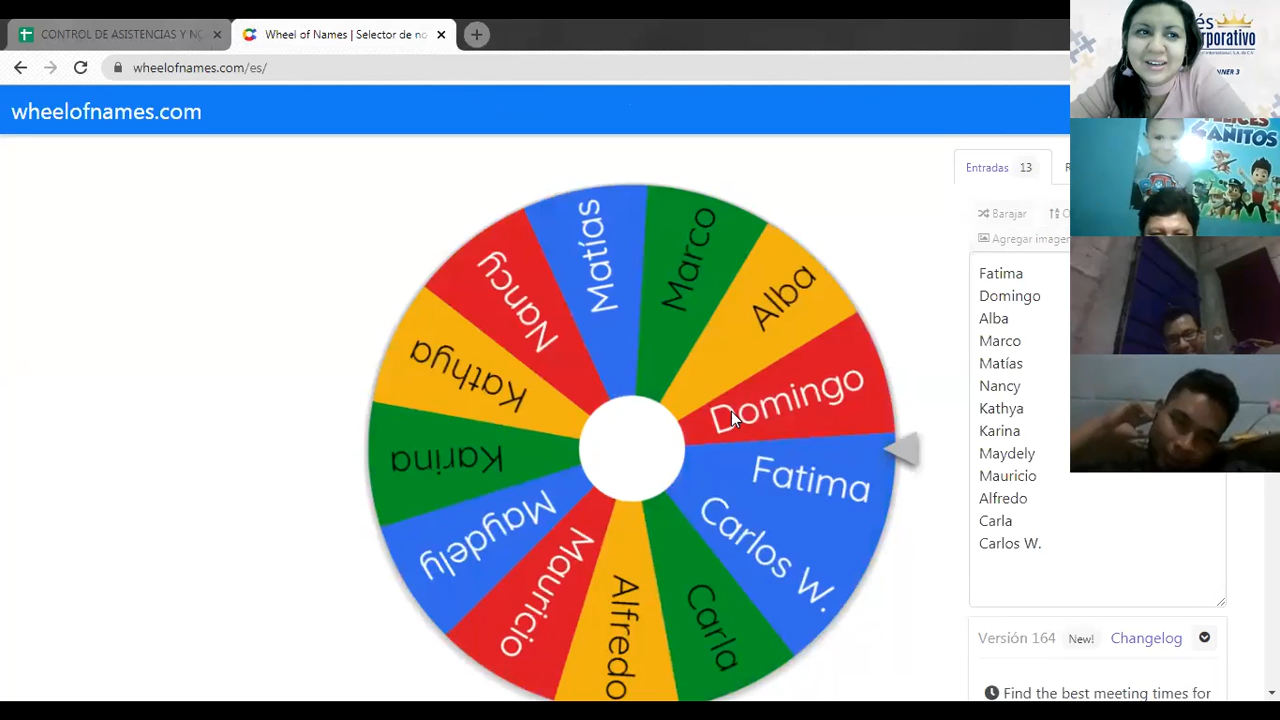 CONTROL DE ASISTENCIAS Y NO
Wheel of Names | Selector de no
wheelofnames.com/es/
wheelofnames.com
Entradas 13
Barajar
Agregar imagen
Fatima
Domingo
Alba
Marco
Matías
Nancy
Kathya
Karina
Maydely
Mauricio
Alfredo
Carla
Carlos W.
Versión 164 New! Changelog
Find the best meeting times for
Matías
Marco
Alba
Domingo
Fatima
Carlos W.
Carla
Alfredo
Mauricio
Maydely
Karina
Kathya
Nancy